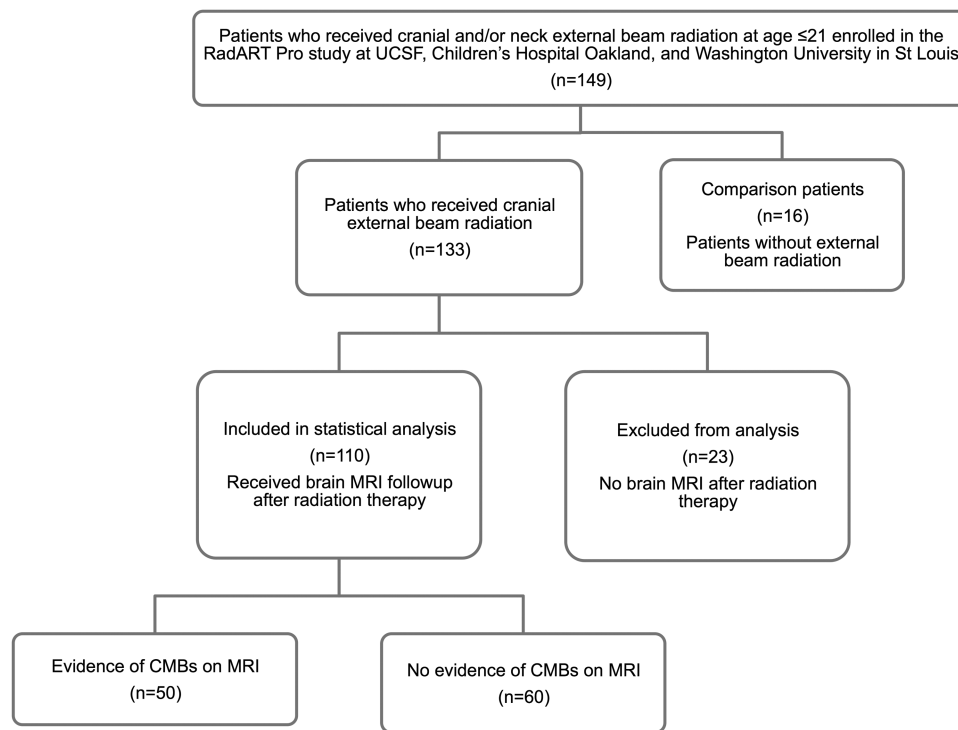 Patients who received cranial and/or neck external beam radiation at age ≤21 enrolled in the
RadART Pro study at UCSF, Children’s Hospital Oakland, and Washington University in St Louis
(n=149)
Patients who received cranial
external beam radiation
(n=133)
Comparison patients
(n=16)
Patients without external
beam radiation
Included in statistical analysis
(n=110)
Received brain MRI followup
after radiation therapy
Excluded from analysis
(n=23)
No brain MRI after radiation
therapy
Evidence of CMBs on MRI
(n=50)
No evidence of CMBs on MRI
(n=60)